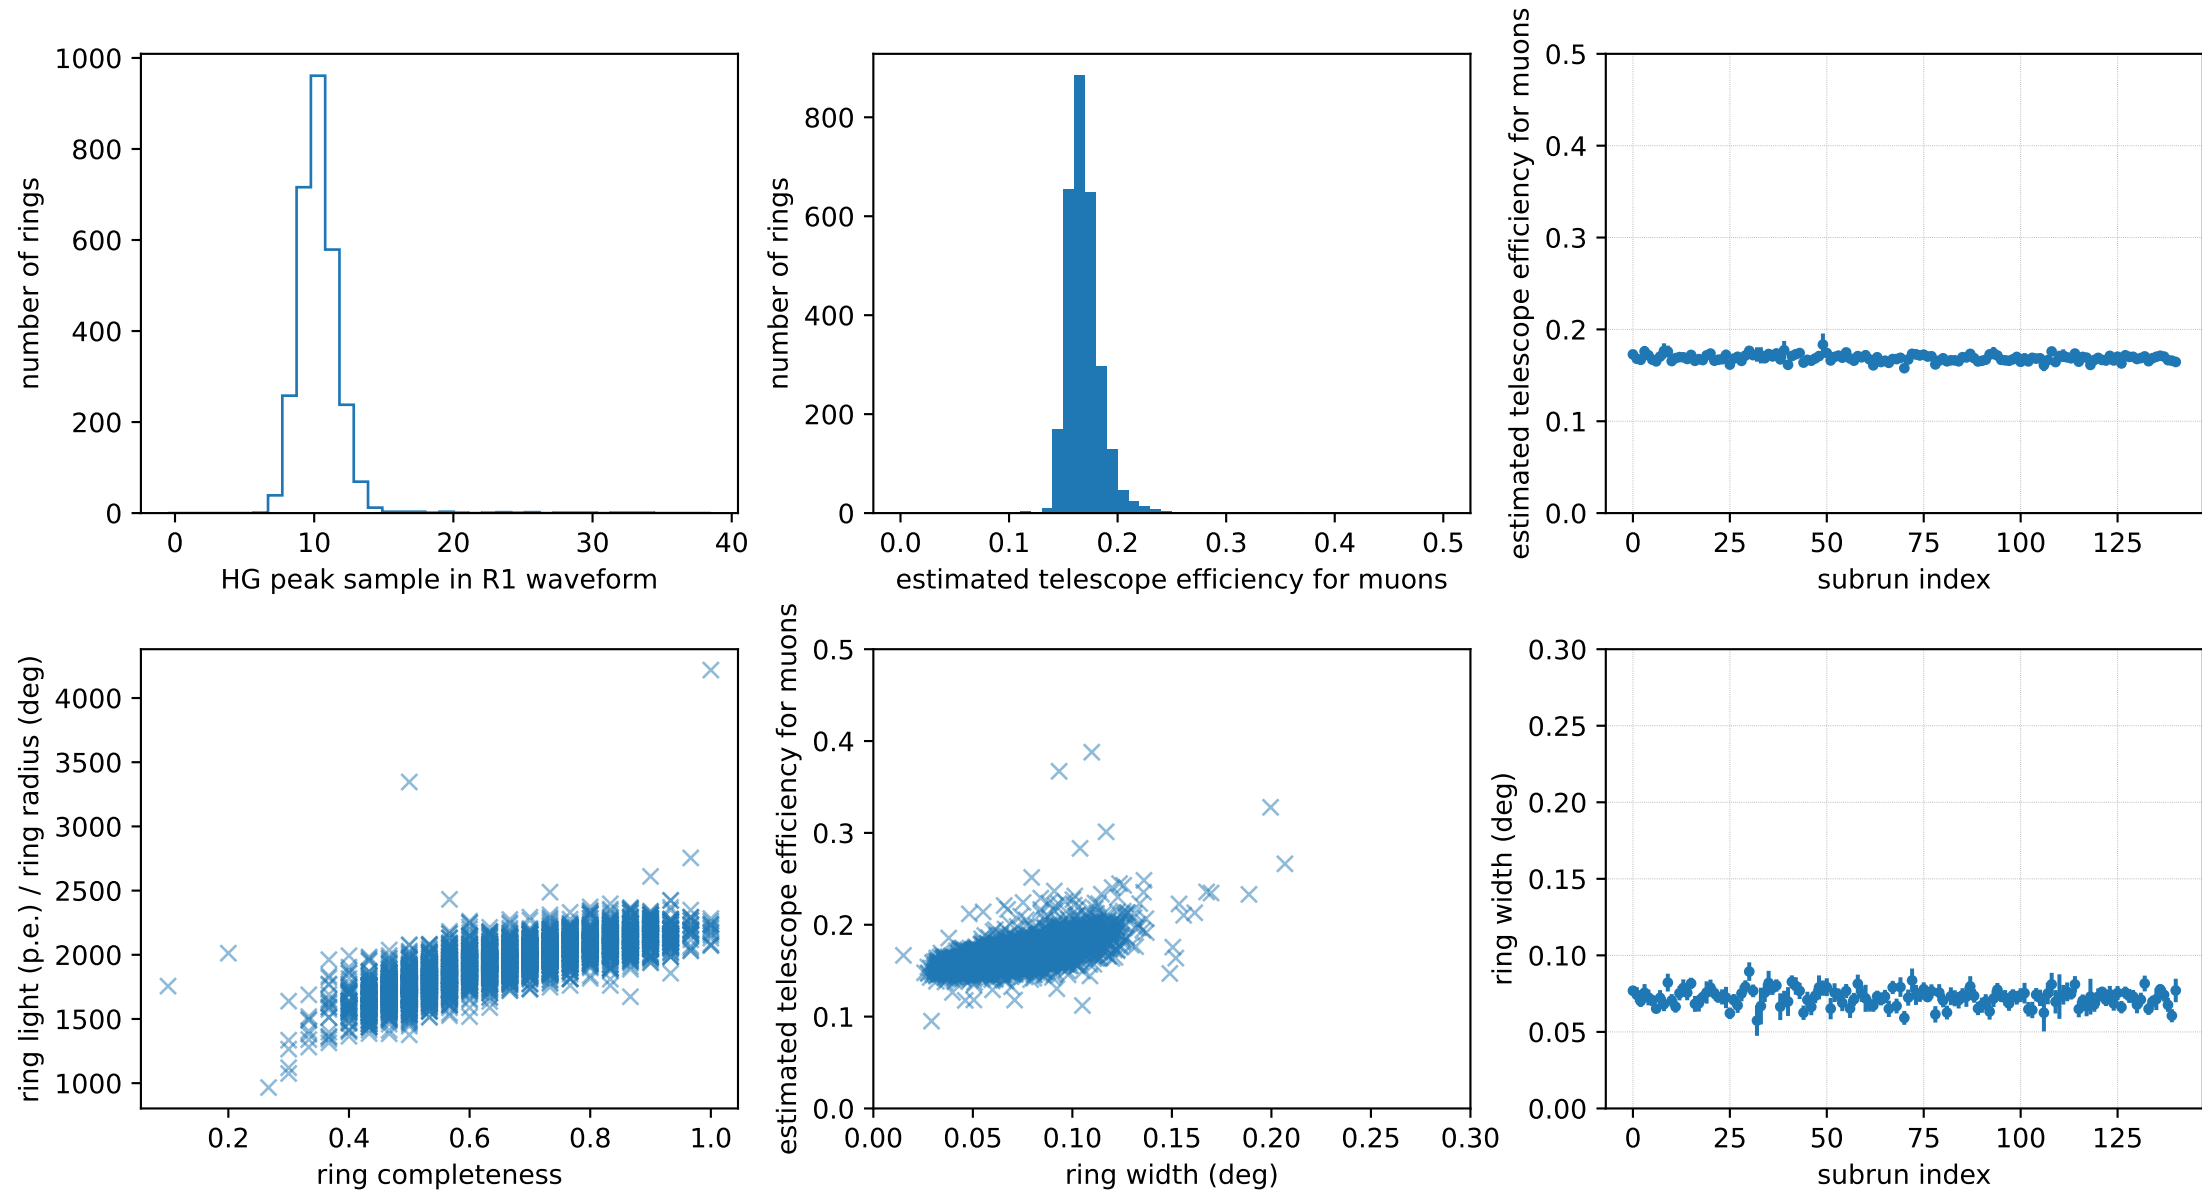 1000
800
600
400
200
0
number of rings
0 10 20 30 40
HG peak sample in R1 waveform
800
600
400
200
0
number of rings
0.0 0.1 0.2 0.3 0.4 0.5
estimated telescope efficiency for muons
0.5
0.4
0.3
0.2
0.1
0.0
estimated telescope efficiency for muons
0 25 50 75 100 125
subrun index
4000
3500
3000
2500
2000
1500
1000
ring light (p.e.) / ring radius (deg)
0.2 0.4 0.6 0.8 1.0
ring completeness
0.5
0.4
0.3
0.2
0.1
0.0
estimated telescope efficiency for muons
0.00 0.05 0.10 0.15 0.20 0.25 0.30
ring width (deg)
0.30
0.25
0.20
0.15
0.10
0.05
0.00
ring width (deg)
0 25 50 75 100 125
subrun index